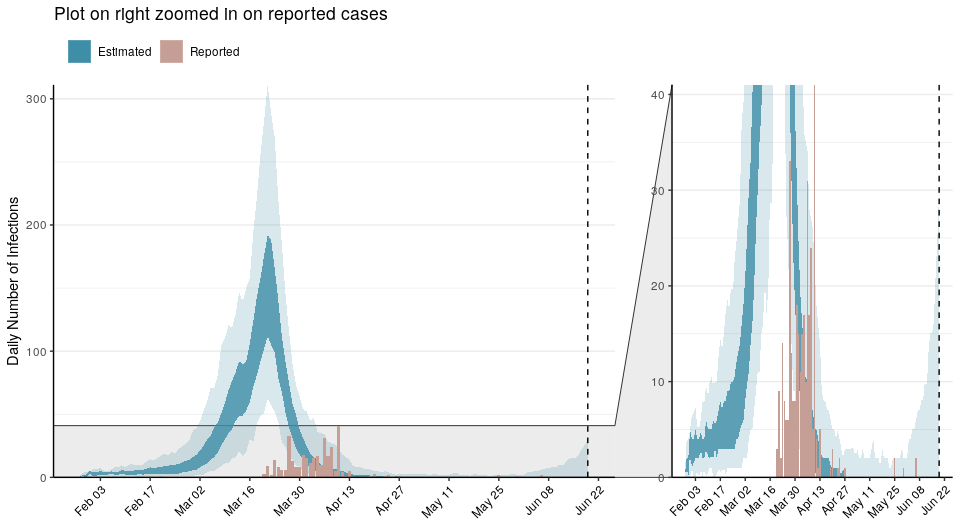 Plot on right zoomed in on reported cases
Estimated Reported
Daily Number of Infections
300
200
100
0
Feb 03 Feb 17 Mar 02 Mar 16 Mar 30 Apr 13 Apr 27 May 11 May 25 Jun 08 Jun 22
40
30
20
10
0
Feb 03 Feb 17 Mar 02 Mar 16 Mar 30 Apr 13 Apr 27 May 11 May 25 Jun 08 Jun 22